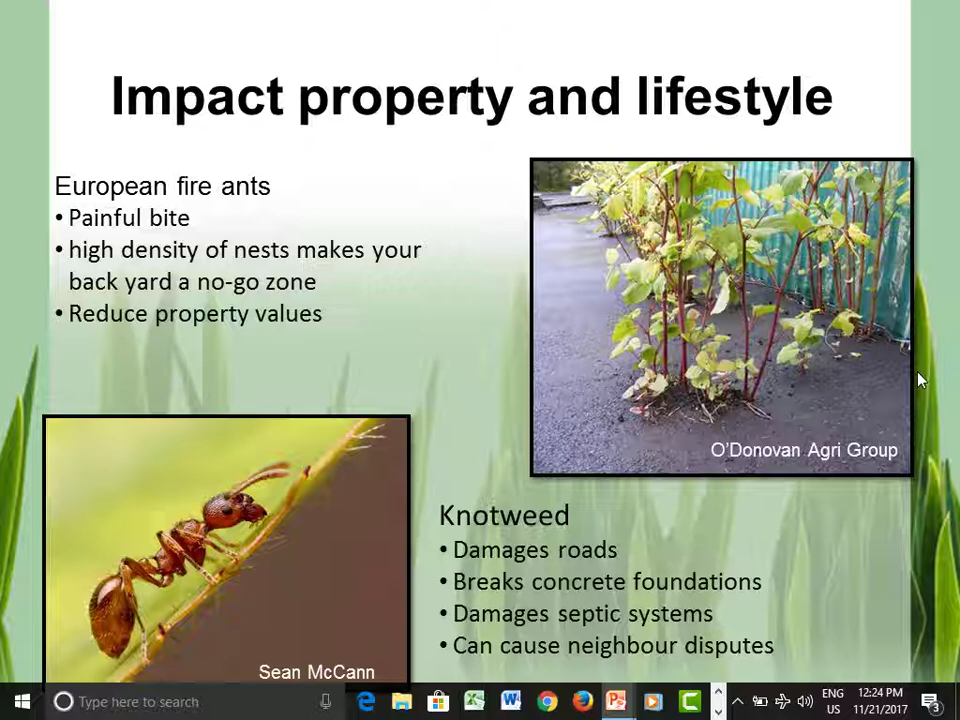 Impact property and lifestyle
European fire ants
• Painful bite
• high density of nests makes your
back yard a no-go zone
• Reduce property values
O'Donovan Agri Group
Knotweed
• Damages roads
• Breaks concrete foundations
• Damages septic systems
• Can cause neighbour disputes
Sean McCann
Type here to search
ENG
US
12:24 PM
11/21/2017
3